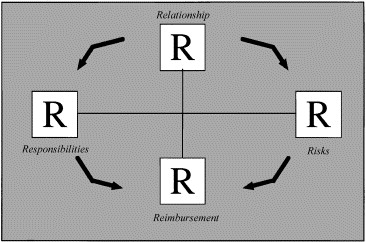 Relationship
R
R
R
Responsibilities
Risks
R
Reimbursement